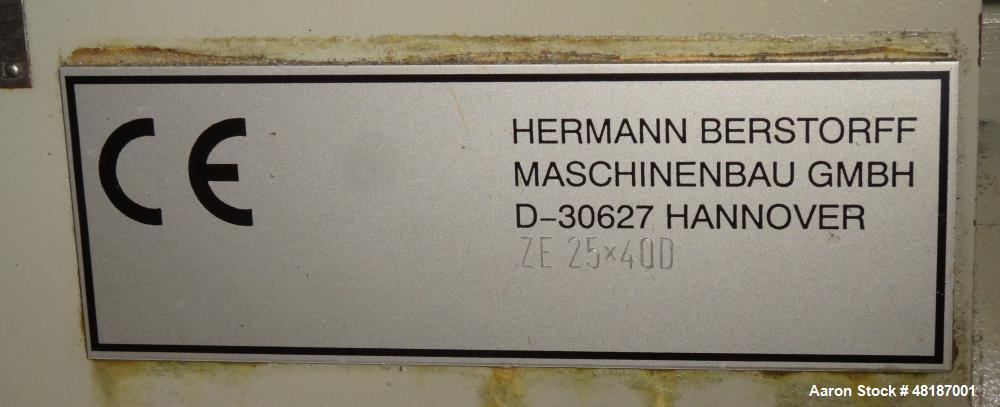 CE
HERMANN BERSTORFF
MASCHINENBAU GMBH
D-30627 HANNOVER
ZE 25×40D
Aaron Stock # 48187001